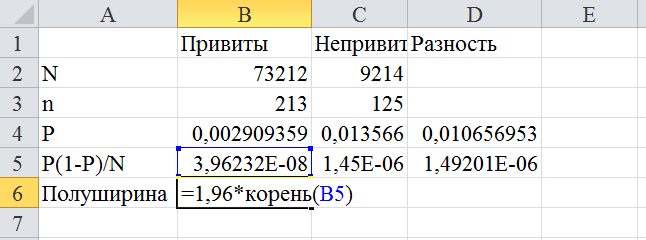 A B C D E
1 Привиты Непривит Разность
2 N 73212 9214
3 n 213 125
4 P 0,002909359 0,013566 0,010656953
5 P(1-P)/N 3,96232E-08 1,45E-06 1,49201E-06
6 Полуширина =1,96*корень(B5)
7